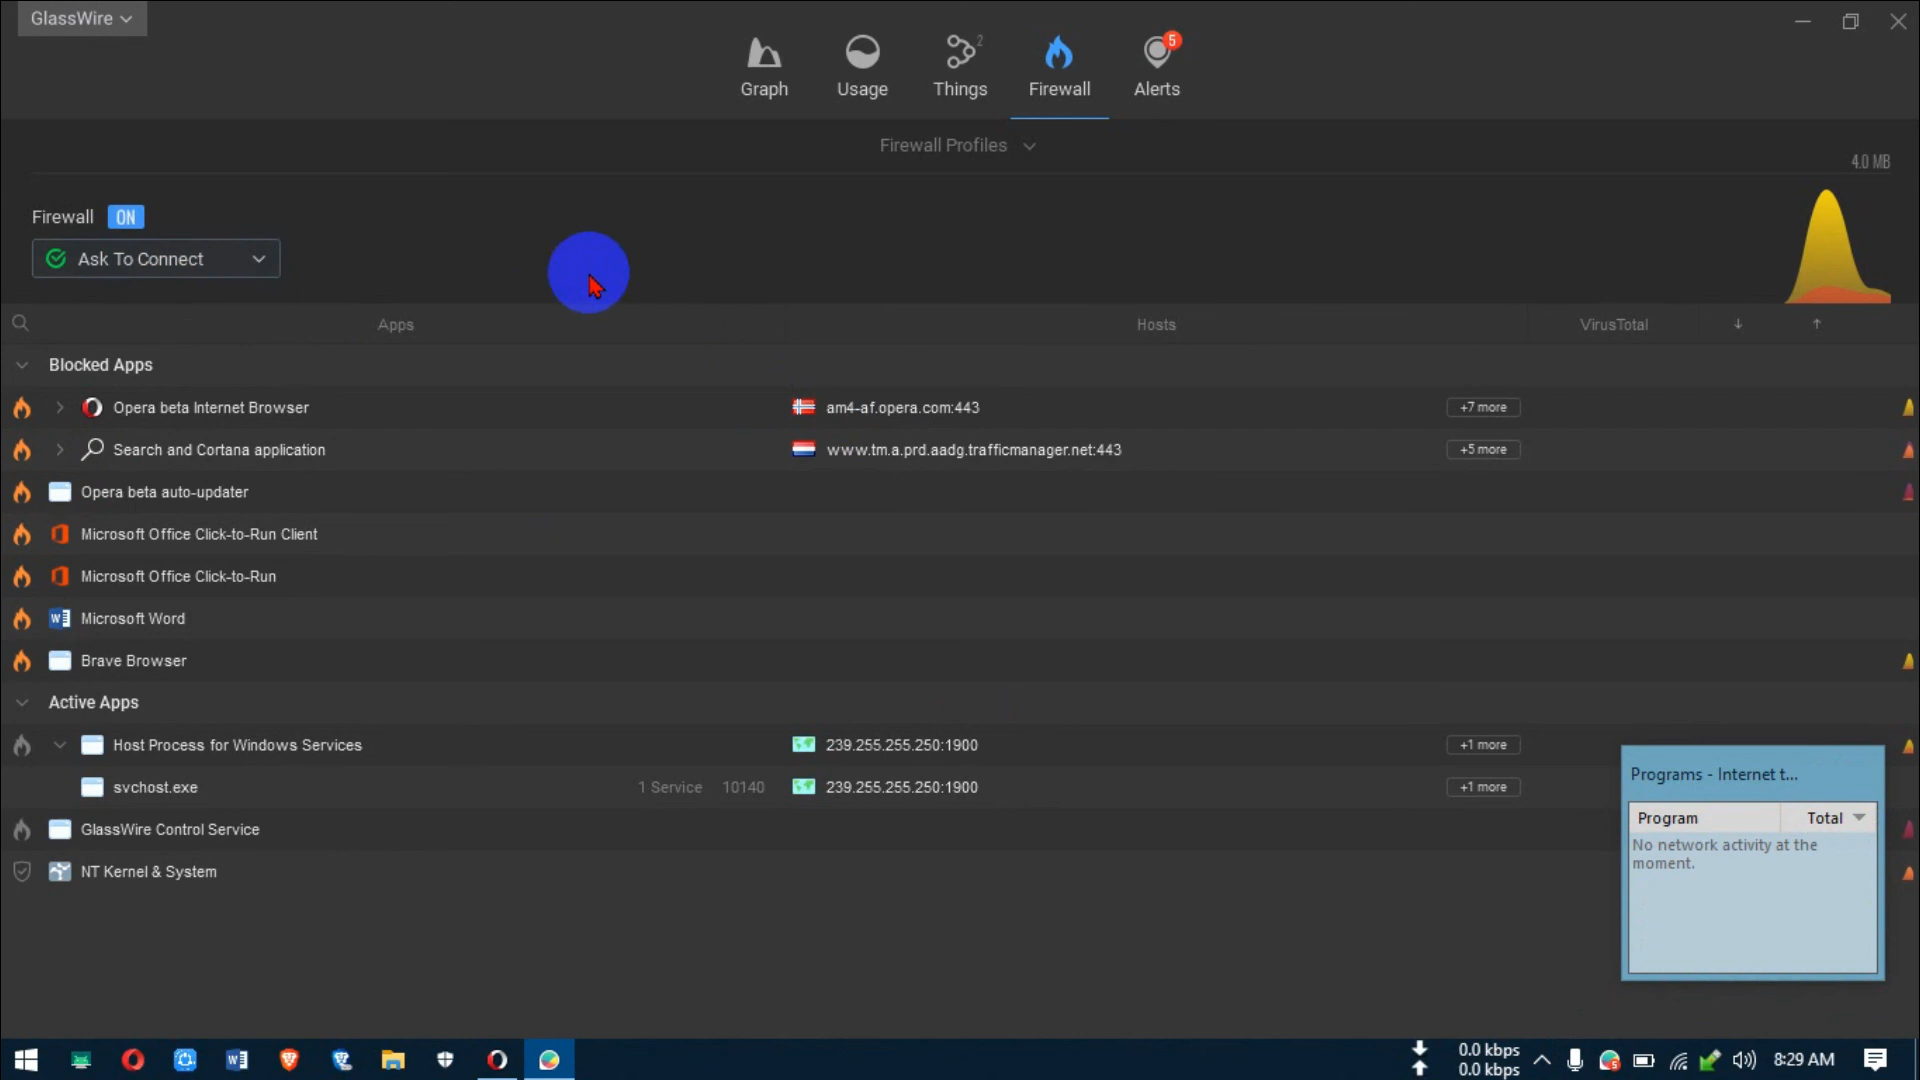 GlassWire
Graph
Usage
Things 2
Firewall
Alerts 5
Firewall Profiles
4.0 MB
Firewall ON
Ask To Connect
Apps Hosts VirusTotal ↓ ↑
Blocked Apps
Opera beta Internet Browser am4-af.opera.com:443 +7 more
Search and Cortana application www.tm.a.prd.aadg.trafficmanager.net:443 +5 more
Opera beta auto-updater
Microsoft Office Click-to-Run Client
Microsoft Office Click-to-Run
Microsoft Word
Brave Browser
Active Apps
Host Process for Windows Services 239.255.255.250:1900 +1 more
svchost.exe 1 Service 10140 239.255.255.250:1900 +1 more
GlassWire Control Service
NT Kernel & System
Programs - Internet t...
Program Total
No network activity at the
moment.
0.0 kbps
0.0 kbps
8:29 AM